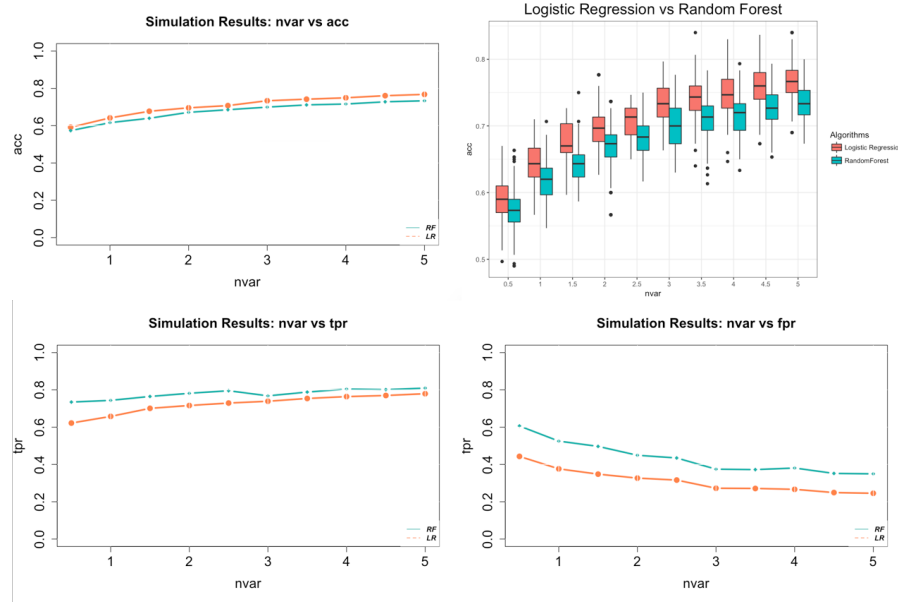 Simulation Results: nvar vs acc
1.0
0.8
0.6
0.4
0.2
0.0
acc
1 2 3 4 5
nvar
RF
LR
Logistic Regression vs Random Forest
0.8
0.7
0.6
0.5
acc
0.5 1 1.5 2 2.5 3 3.5 4 4.5 5
nvar
Algorithms
Logistic Regressio
RandomForest
Simulation Results: nvar vs tpr
1.0
0.8
0.6
0.4
0.2
0.0
tpr
1 2 3 4 5
nvar
RF
LR
Simulation Results: nvar vs fpr
1.0
0.8
0.6
0.4
0.2
0.0
fpr
1 2 3 4 5
nvar
RF
LR